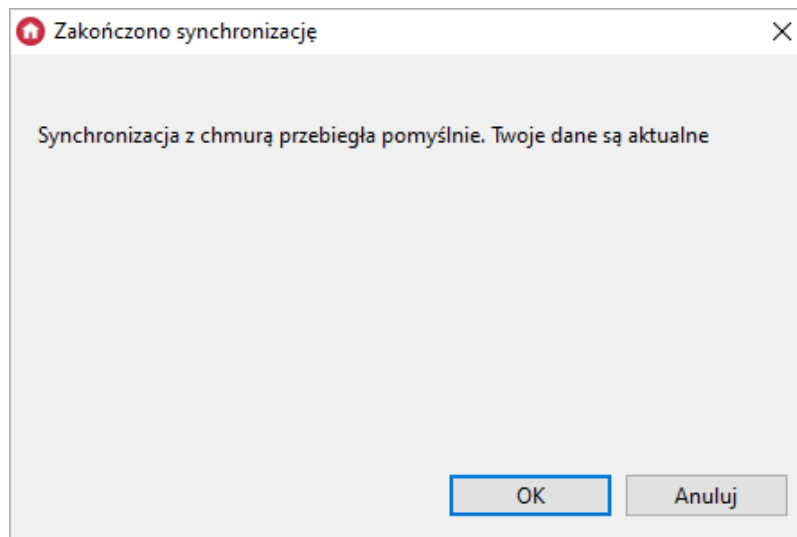 Zakończono synchronizację
Synchronizacja z chmurą przebiegła pomyślnie. Twoje dane są aktualne
OK
Anuluj